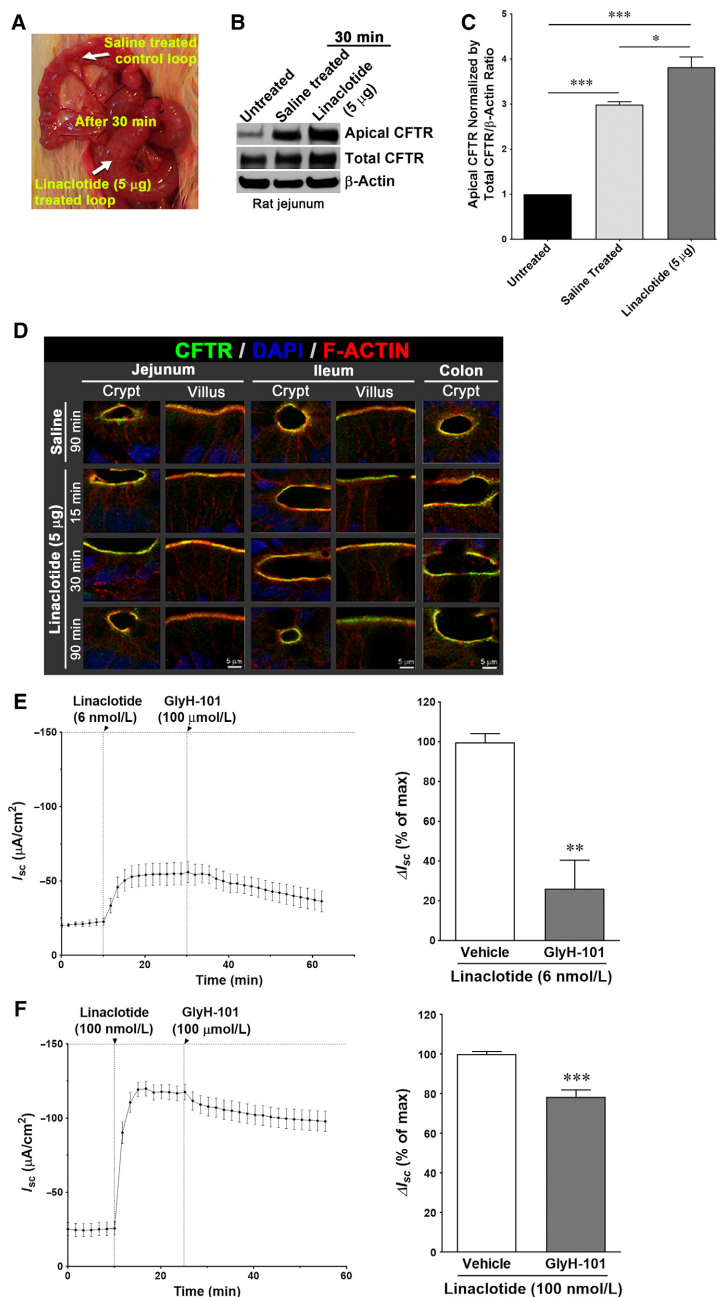 A
Saline treated
control loop
After 30 min
Linaclotide (5 µg)
treated loop
B
30 min
Untreated
Saline treated
Linaclotide
(5 µg)
Apical CFTR
Total CFTR
β-Actin
Rat jejunum
C
Apical CFTR Normalized by
Total CFTR/β-Actin Ratio
5
4
3
2
1
0
***
*
***
Untreated
Saline Treated
Linaclotide (5 µg)
D
CFTR / DAPI / F-ACTIN
Jejunum Ileum Colon
Crypt Villus Crypt Villus Crypt
Saline
90 min
Linaclotide (5 µg)
15 min
30 min
90 min
5 µm 5 µm 5 µm
E
Linaclotide
(6 nmol/L)
GlyH-101
(100 µmol/L)
Isc (µA/cm²)
−150
−100
−50
0
0 20 40 60 80
Time (min)
ΔIsc (% of max)
120
100
80
60
40
20
0
**
Vehicle GlyH-101
Linaclotide (6 nmol/L)
F
Linaclotide
(100 nmol/L)
GlyH-101
(100 µmol/L)
Isc (µA/cm²)
−150
−100
−50
0
0 20 40 60
Time (min)
ΔIsc (% of max)
120
100
80
60
40
20
0
***
Vehicle GlyH-101
Linaclotide (100 nmol/L)